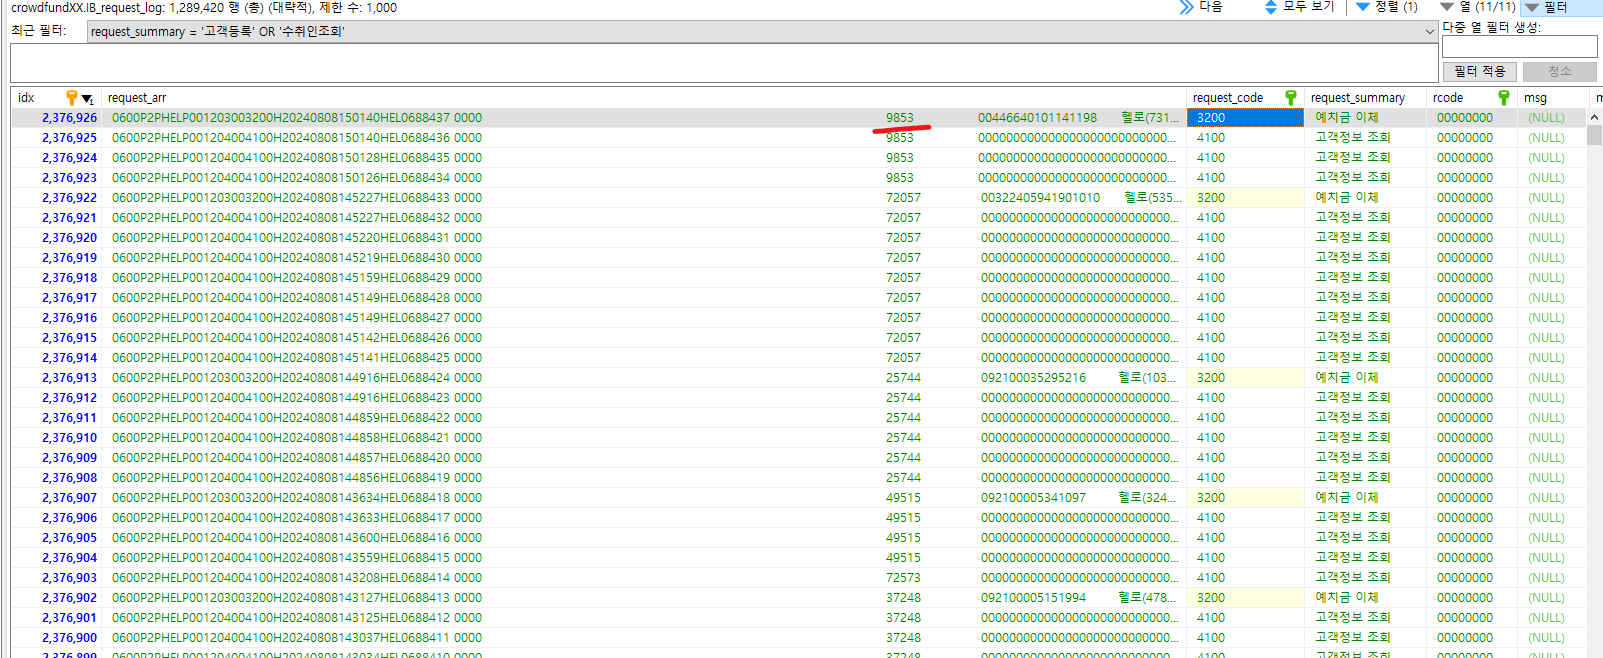 crowdfundXX.IB_request_log: 1,289,420 행 (총) (대략적), 제한 수: 1,000 다음 모두 보기 정렬 (1) 열 (11/11) 필터
최근 필터: request_summary = '고객등록' OR '수취인조회' 다중 열 필터 생성:
필터 적용 청소
idx 1 request_arr request_code request_summary rcode msg m
2,376,926 0600P2PHELP001203003200H20240808150140HEL0688437 0000 9853 00446640101141198 헬로(731... 3200 예치금 이체 00000000 (NULL)
2,376,925 0600P2PHELP001204004100H20240808150140HEL0688436 0000 9853 000000000000000000000000000... 4100 고객정보 조회 00000000 (NULL)
2,376,924 0600P2PHELP001204004100H20240808150128HEL0688435 0000 9853 000000000000000000000000000... 4100 고객정보 조회 00000000 (NULL)
2,376,923 0600P2PHELP001204004100H20240808150126HEL0688434 0000 9853 000000000000000000000000000... 4100 고객정보 조회 00000000 (NULL)
2,376,922 0600P2PHELP001203003200H20240808145227HEL0688433 0000 72057 00322405941901010 헬로(535... 3200 예치금 이체 00000000 (NULL)
2,376,921 0600P2PHELP001204004100H20240808145227HEL0688432 0000 72057 000000000000000000000000000... 4100 고객정보 조회 00000000 (NULL)
2,376,920 0600P2PHELP001204004100H20240808145220HEL0688431 0000 72057 000000000000000000000000000... 4100 고객정보 조회 00000000 (NULL)
2,376,919 0600P2PHELP001204004100H20240808145219HEL0688430 0000 72057 000000000000000000000000000... 4100 고객정보 조회 00000000 (NULL)
2,376,918 0600P2PHELP001204004100H20240808145159HEL0688429 0000 72057 000000000000000000000000000... 4100 고객정보 조회 00000000 (NULL)
2,376,917 0600P2PHELP001204004100H20240808145149HEL0688428 0000 72057 000000000000000000000000000... 4100 고객정보 조회 00000000 (NULL)
2,376,916 0600P2PHELP001204004100H20240808145149HEL0688427 0000 72057 000000000000000000000000000... 4100 고객정보 조회 00000000 (NULL)
2,376,915 0600P2PHELP001204004100H20240808145142HEL0688426 0000 72057 000000000000000000000000000... 4100 고객정보 조회 00000000 (NULL)
2,376,914 0600P2PHELP001204004100H20240808145141HEL0688425 0000 72057 000000000000000000000000000... 4100 고객정보 조회 00000000 (NULL)
2,376,913 0600P2PHELP001203003200H20240808144916HEL0688424 0000 25744 092100035295216 헬로(103... 3200 예치금 이체 00000000 (NULL)
2,376,912 0600P2PHELP001204004100H20240808144916HEL0688423 0000 25744 000000000000000000000000000... 4100 고객정보 조회 00000000 (NULL)
2,376,911 0600P2PHELP001204004100H20240808144859HEL0688422 0000 25744 000000000000000000000000000... 4100 고객정보 조회 00000000 (NULL)
2,376,910 0600P2PHELP001204004100H20240808144858HEL0688421 0000 25744 000000000000000000000000000... 4100 고객정보 조회 00000000 (NULL)
2,376,909 0600P2PHELP001204004100H20240808144857HEL0688420 0000 25744 000000000000000000000000000... 4100 고객정보 조회 00000000 (NULL)
2,376,908 0600P2PHELP001204004100H20240808144856HEL0688419 0000 25744 000000000000000000000000000... 4100 고객정보 조회 00000000 (NULL)
2,376,907 0600P2PHELP001203003200H20240808143634HEL0688418 0000 49515 092100005341097 헬로(324... 3200 예치금 이체 00000000 (NULL)
2,376,906 0600P2PHELP001204004100H20240808143633HEL0688417 0000 49515 000000000000000000000000000... 4100 고객정보 조회 00000000 (NULL)
2,376,905 0600P2PHELP001204004100H20240808143600HEL0688416 0000 49515 000000000000000000000000000... 4100 고객정보 조회 00000000 (NULL)
2,376,904 0600P2PHELP001204004100H20240808143559HEL0688415 0000 49515 000000000000000000000000000... 4100 고객정보 조회 00000000 (NULL)
2,376,903 0600P2PHELP001204004100H20240808143208HEL0688414 0000 72573 000000000000000000000000000... 4100 고객정보 조회 00000000 (NULL)
2,376,902 0600P2PHELP001203003200H20240808143127HEL0688413 0000 37248 092100005151994 헬로(478... 3200 예치금 이체 00000000 (NULL)
2,376,901 0600P2PHELP001204004100H20240808143125HEL0688412 0000 37248 000000000000000000000000000... 4100 고객정보 조회 00000000 (NULL)
2,376,900 0600P2PHELP001204004100H20240808143037HEL0688411 0000 37248 000000000000000000000000000... 4100 고객정보 조회 00000000 (NULL)
2,376,899 0600P2PHELP001204004100H20240808143034HEL0688410 0000 37248 000000000000000000000000000... 4100 고객정보 조회 00000000 (NULL)